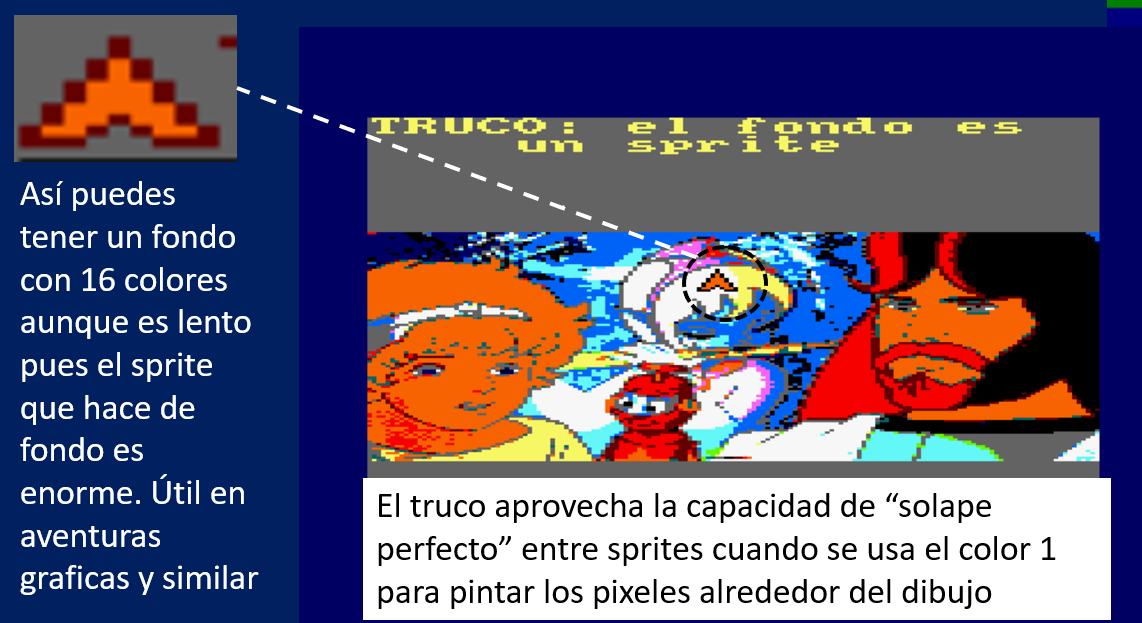 TRUCO: el fondo es
un sprite
Así puedes
tener un fondo
con 16 colores
aunque es lento
pues el sprite
que hace de
fondo es
enorme. Útil en
aventuras
graficas y similar
El truco aprovecha la capacidad de “solape
perfecto” entre sprites cuando se usa el color 1
para pintar los pixeles alrededor del dibujo